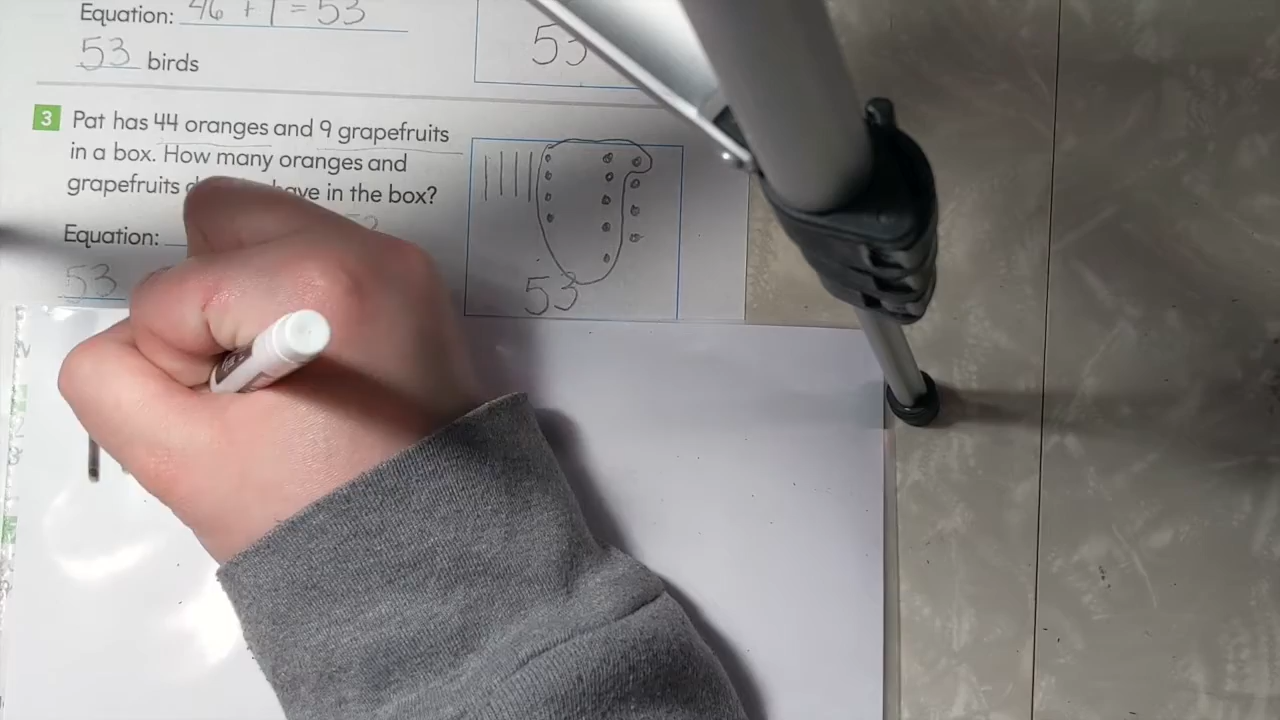 Equation: 46 + 7 = 53
53 birds
53
3 Pat has 44 oranges and 9 grapefruits
in a box. How many oranges and
grapefruits have in the box?
Equation:
53
53